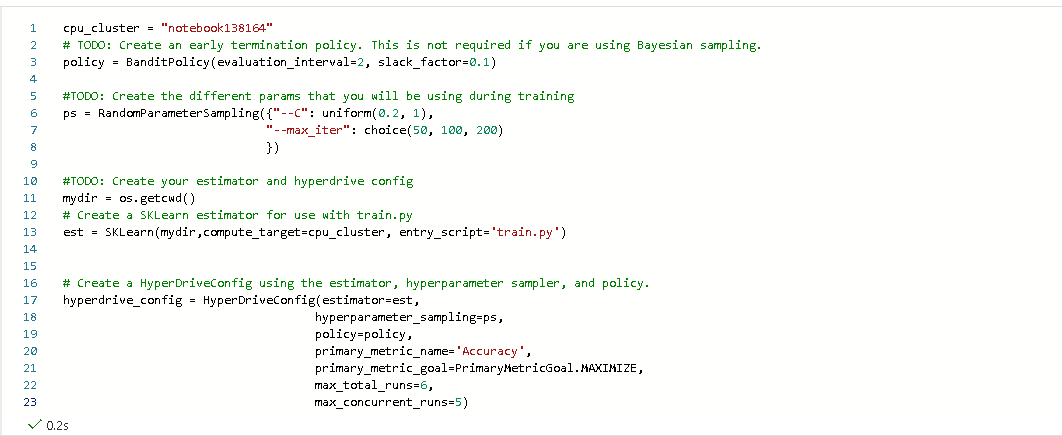 1 cpu_cluster = "notebook138164"
2 # TODO: Create an early termination policy. This is not required if you are using Bayesian sampling.
3 policy = BanditPolicy(evaluation_interval=2, slack_factor=0.1)
4
5 #TODO: Create the different params that you will be using during training
6 ps = RandomParameterSampling({"--C": uniform(0.2, 1),
7 "--max_iter": choice(50, 100, 200)
8 })
9
10 #TODO: Create your estimator and hyperdrive config
11 mydir = os.getcwd()
12 # Create a SKLearn estimator for use with train.py
13 est = SKLearn(mydir,compute_target=cpu_cluster, entry_script='train.py')
14
15
16 # Create a HyperDriveConfig using the estimator, hyperparameter sampler, and policy.
17 hyperdrive_config = HyperDriveConfig(estimator=est,
18 hyperparameter_sampling=ps,
19 policy=policy,
20 primary_metric_name='Accuracy',
21 primary_metric_goal=PrimaryMetricGoal.MAXIMIZE,
22 max_total_runs=6,
23 max_concurrent_runs=5)
0.2s